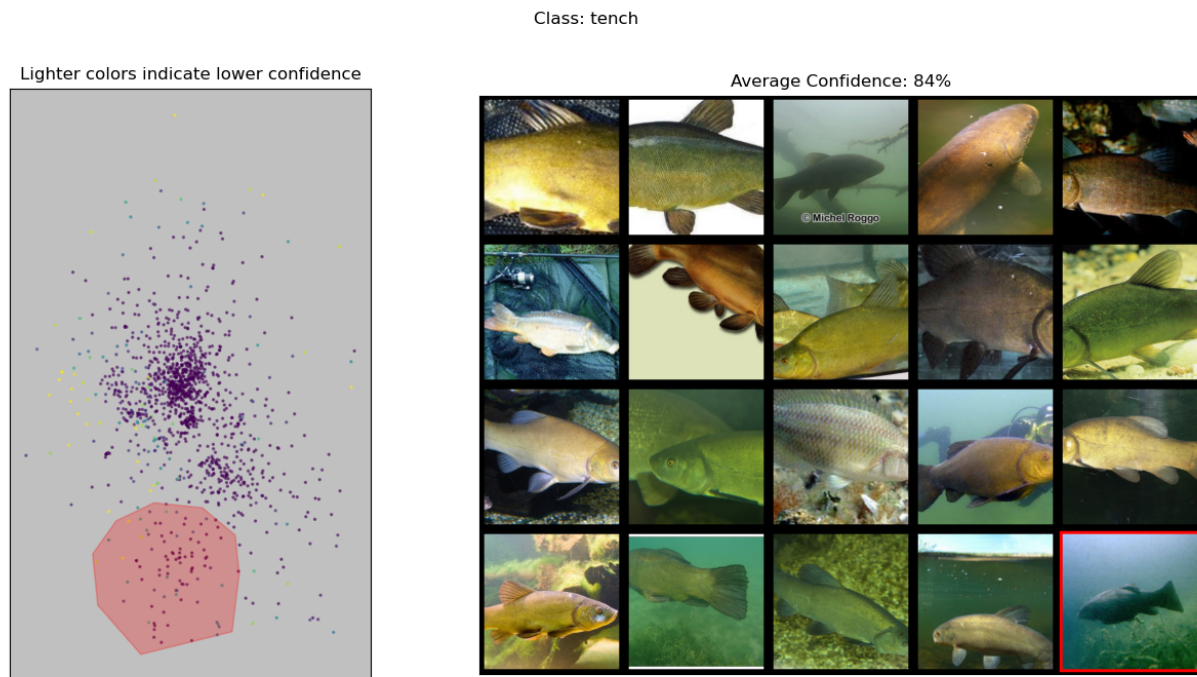 Class: tench
Lighter colors indicate lower confidence
Average Confidence: 84%
© Michel Roggo